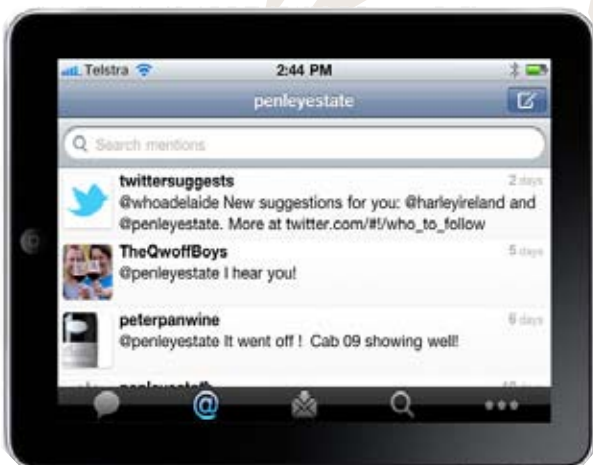 Telstra 2:44 PM
penleyestate
Search mentions
twittersuggests 2 days
@whoadelaide New suggestions for you: @harleyireland and
@penleyestate. More at twitter.com/#!/who_to_follow
TheQwoffBoys 5 days
@penleyestate I hear you!
peterpanwine 6 days
@penleyestate It went off ! Cab 09 showing well!